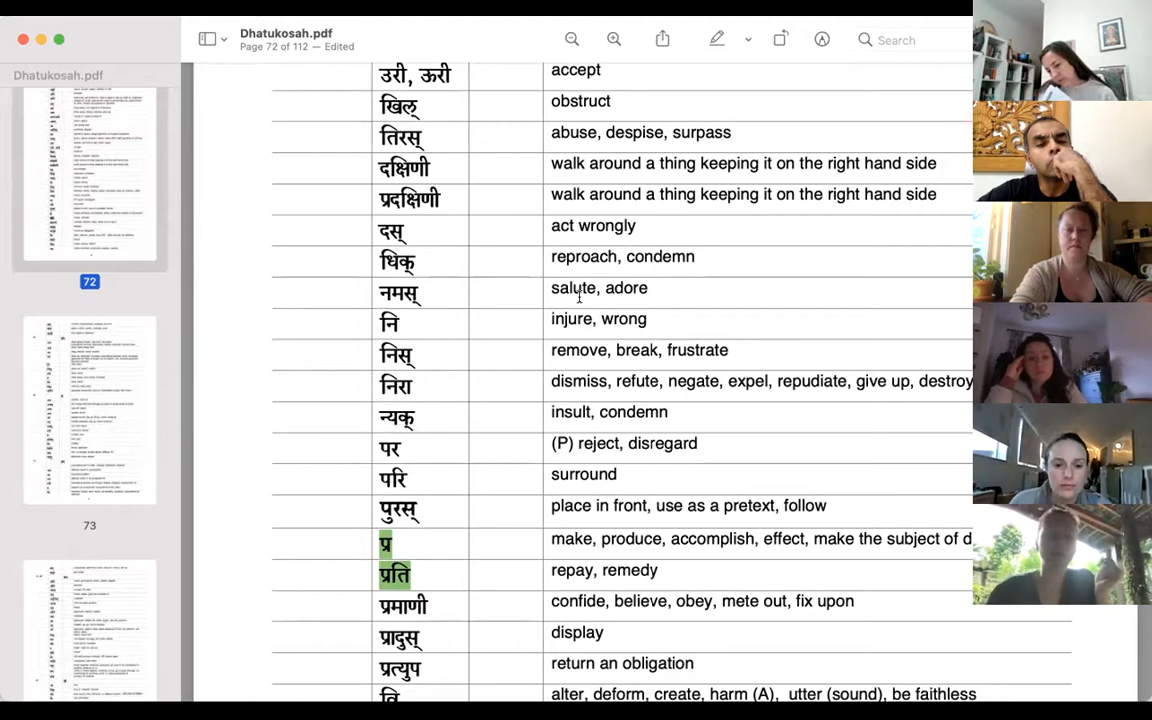 Dhatukosah.pdf
Page 72 of 112 — Edited
Search
Dhatukosah.pdf
72
73
उरी, ऊरी accept
खिल् obstruct
तिरस् abuse, despise, surpass
दक्षिणी walk around a thing keeping it on the right hand side
प्रदक्षिणी walk around a thing keeping it on the right hand side
दस् act wrongly
धिक् reproach, condemn
नमस् salute, adore
नि injure, wrong
निस् remove, break, frustrate
निरा dismiss, refute, negate, expel, repudiate, give up, destroy
न्यक् insult, condemn
पर (P) reject, disregard
परि surround
पुरस् place in front, use as a pretext, follow
प्र make, produce, accomplish, effect, make the subject of d
प्रति repay, remedy
प्रमाणी confide, believe, obey, mete out, fix upon
प्रादुस् display
प्रत्युप return an obligation
वि alter, deform, create, harm (A), utter (sound), be faithless